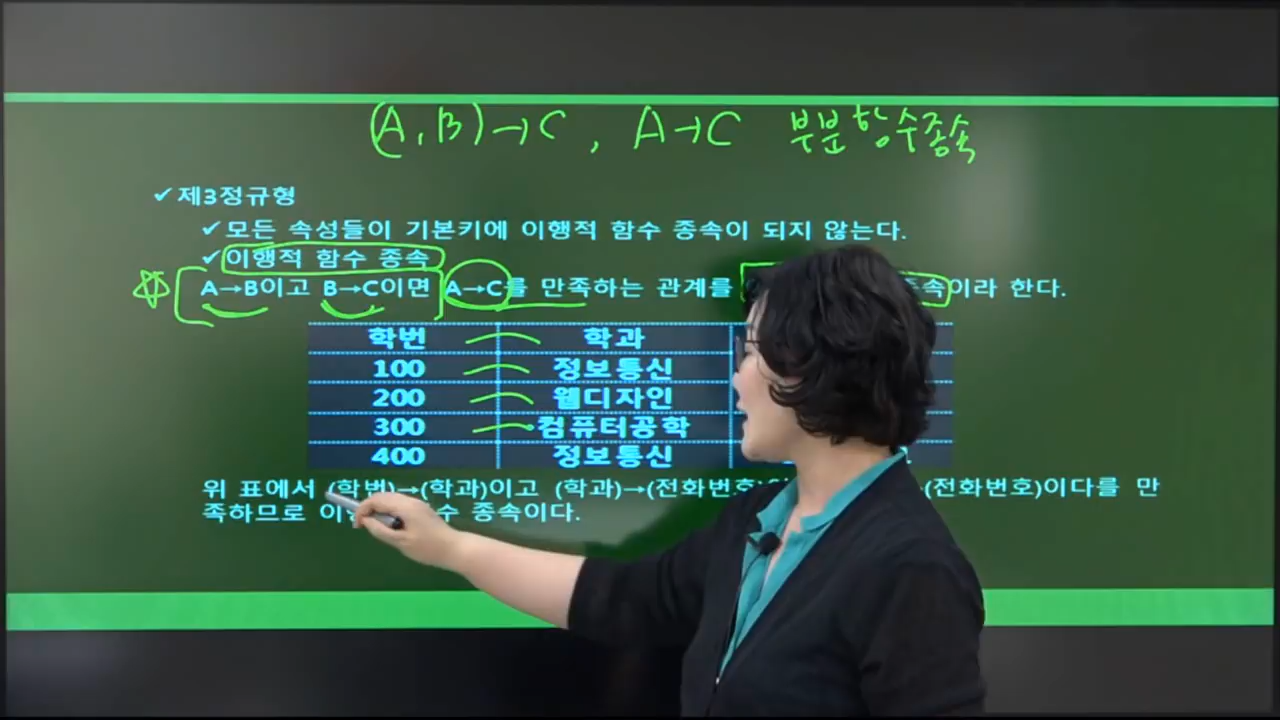 (A, B) → C , A → C 부분함수종속
✓ 제3정규형
✓ 모든 속성들이 기본키에 이행적 함수 종속이 되지 않는다.
✓ 이행적 함수 종속
A→B이고 B→C이면 A→C를 만족하는 관계를 종속이라 한다.
학번 학과
100 정보통신
200 웹디자인
300 컴퓨터공학
400 정보통신
위 표에서 (학번)→(학과)이고 (학과)→(전화번호 →(전화번호)이다를 만
족하므로 이 수 종속이다.